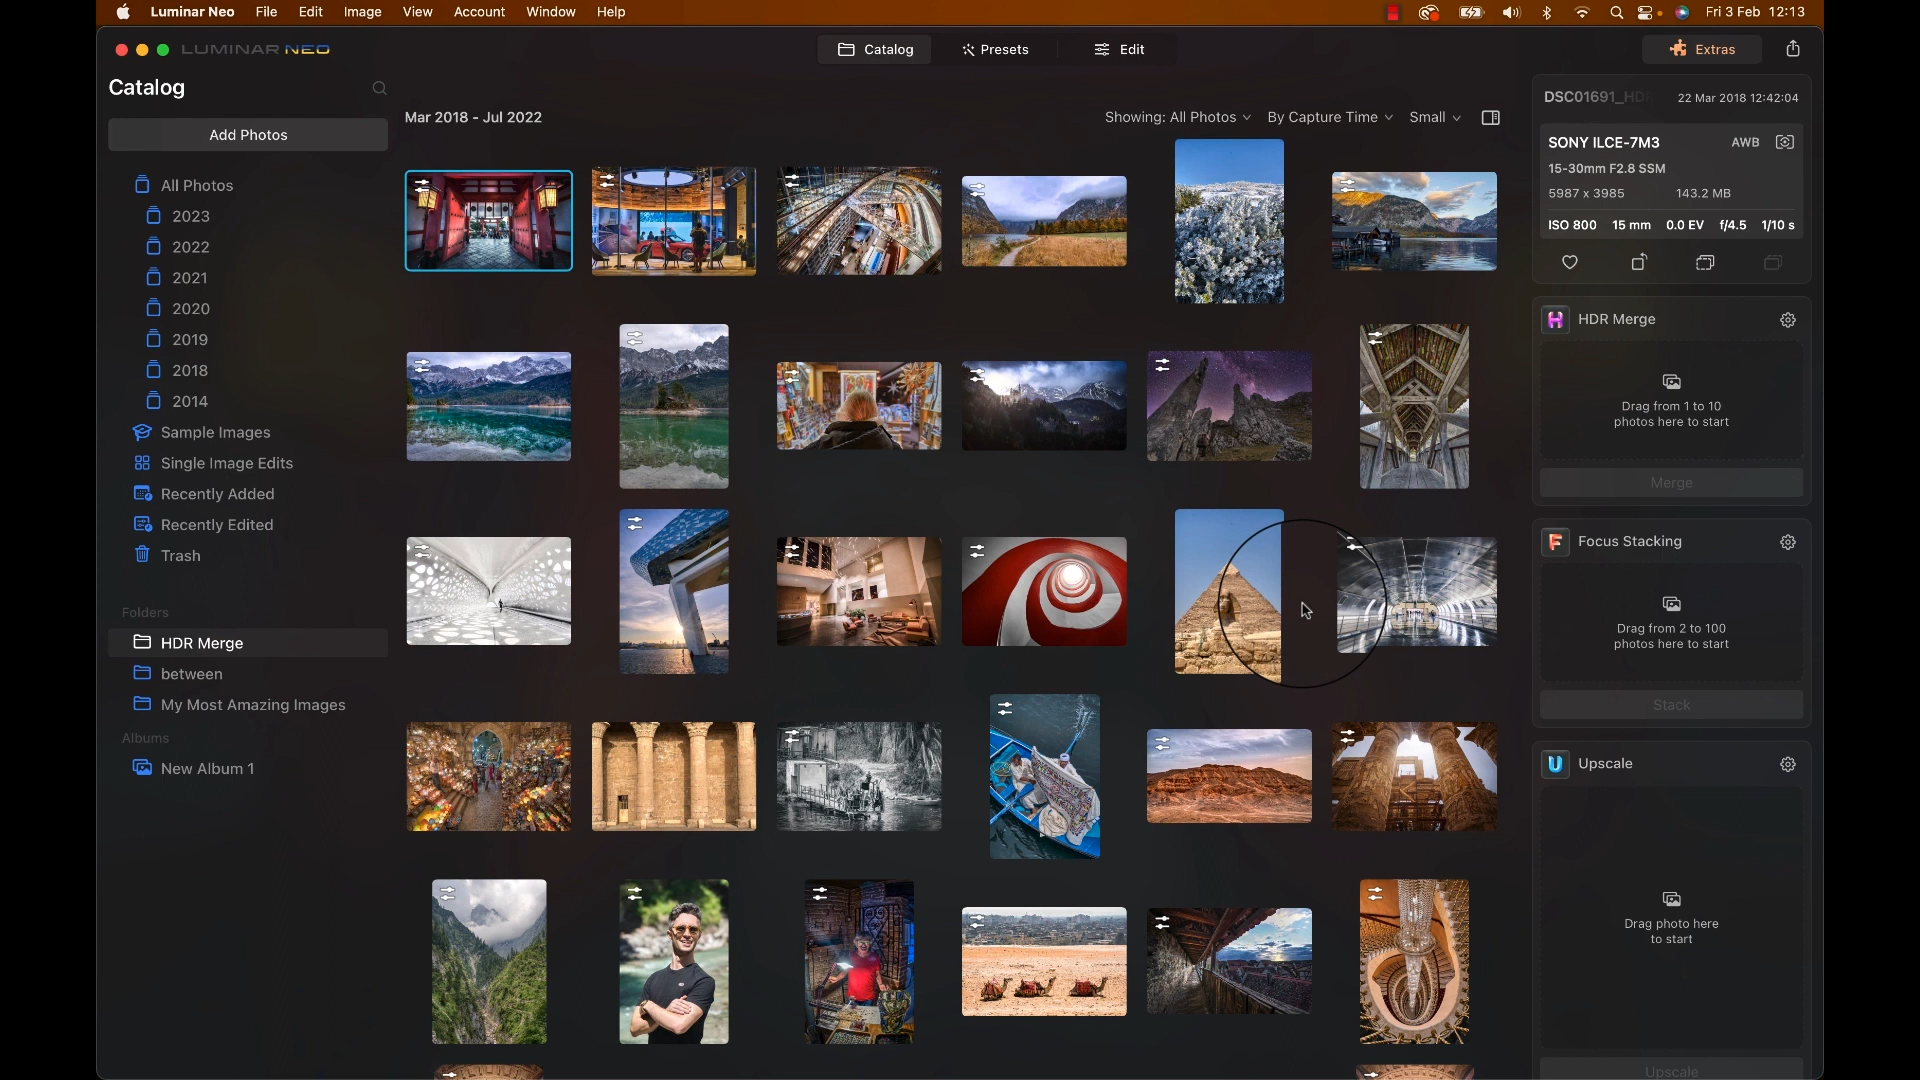 Luminar Neo File Edit Image View Account Window Help Fri 3 Feb 12:13
LUMINAR NEO Catalog Presets Edit Extras
Catalog
Add Photos
All Photos
2023
2022
2021
2020
2019
2018
2014
Sample Images
Single Image Edits
Recently Added
Recently Edited
Trash
Folders
HDR Merge
between
My Most Amazing Images
Albums
New Album 1
Mar 2018 - Jul 2022 Showing: All Photos By Capture Time Small
DSC01691_HDR 22 Mar 2018 12:42:04
SONY ILCE-7M3 AWB
15-30mm F2.8 SSM
5987 x 3985 143.2 MB
ISO 800 15 mm 0.0 EV f/4.5 1/10 s
HDR Merge
Drag from 1 to 10
photos here to start
Merge
Focus Stacking
Drag from 2 to 100
photos here to start
Stack
Upscale
Drag photo here
to start
Upscale